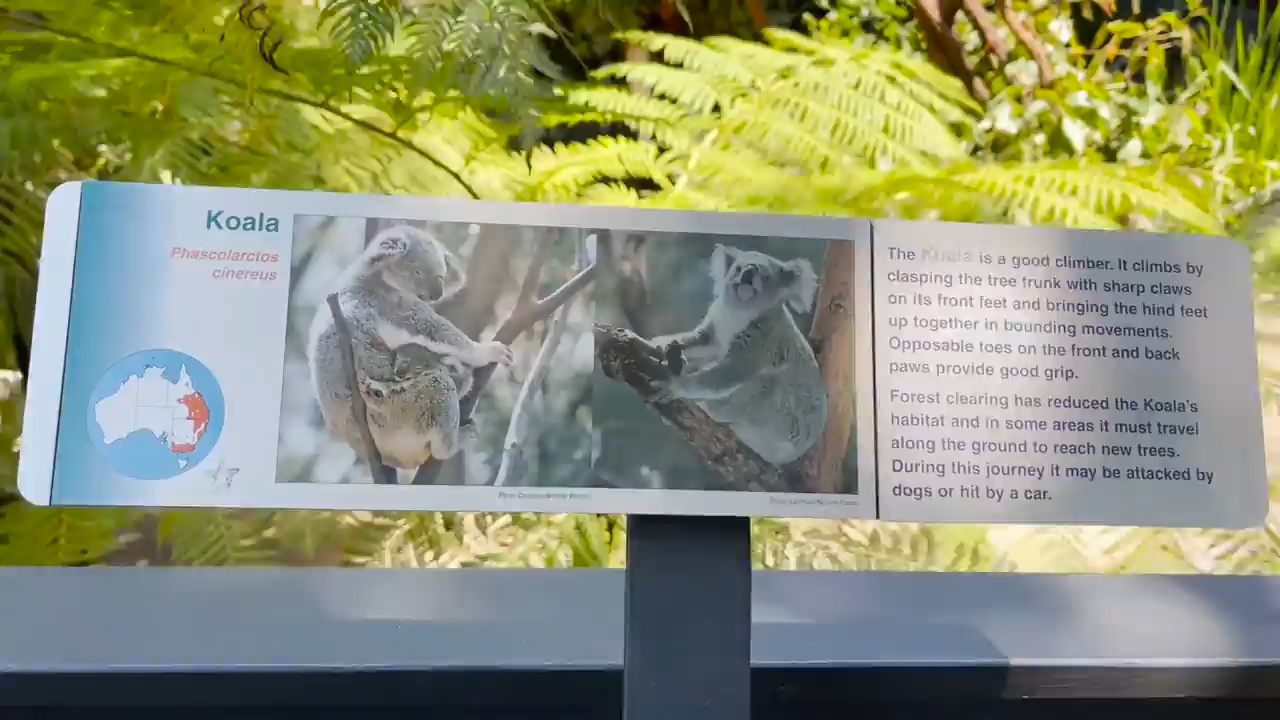 Koala
Phascolarctos
cinereus
The Koala is a good climber. It climbs by
clasping the tree trunk with sharp claws
on its front feet and bringing the hind feet
up together in bounding movements.
Opposable toes on the front and back
paws provide good grip.
Forest clearing has reduced the Koala's
habitat and in some areas it must travel
along the ground to reach new trees.
During this journey it may be attacked by
dogs or hit by a car.